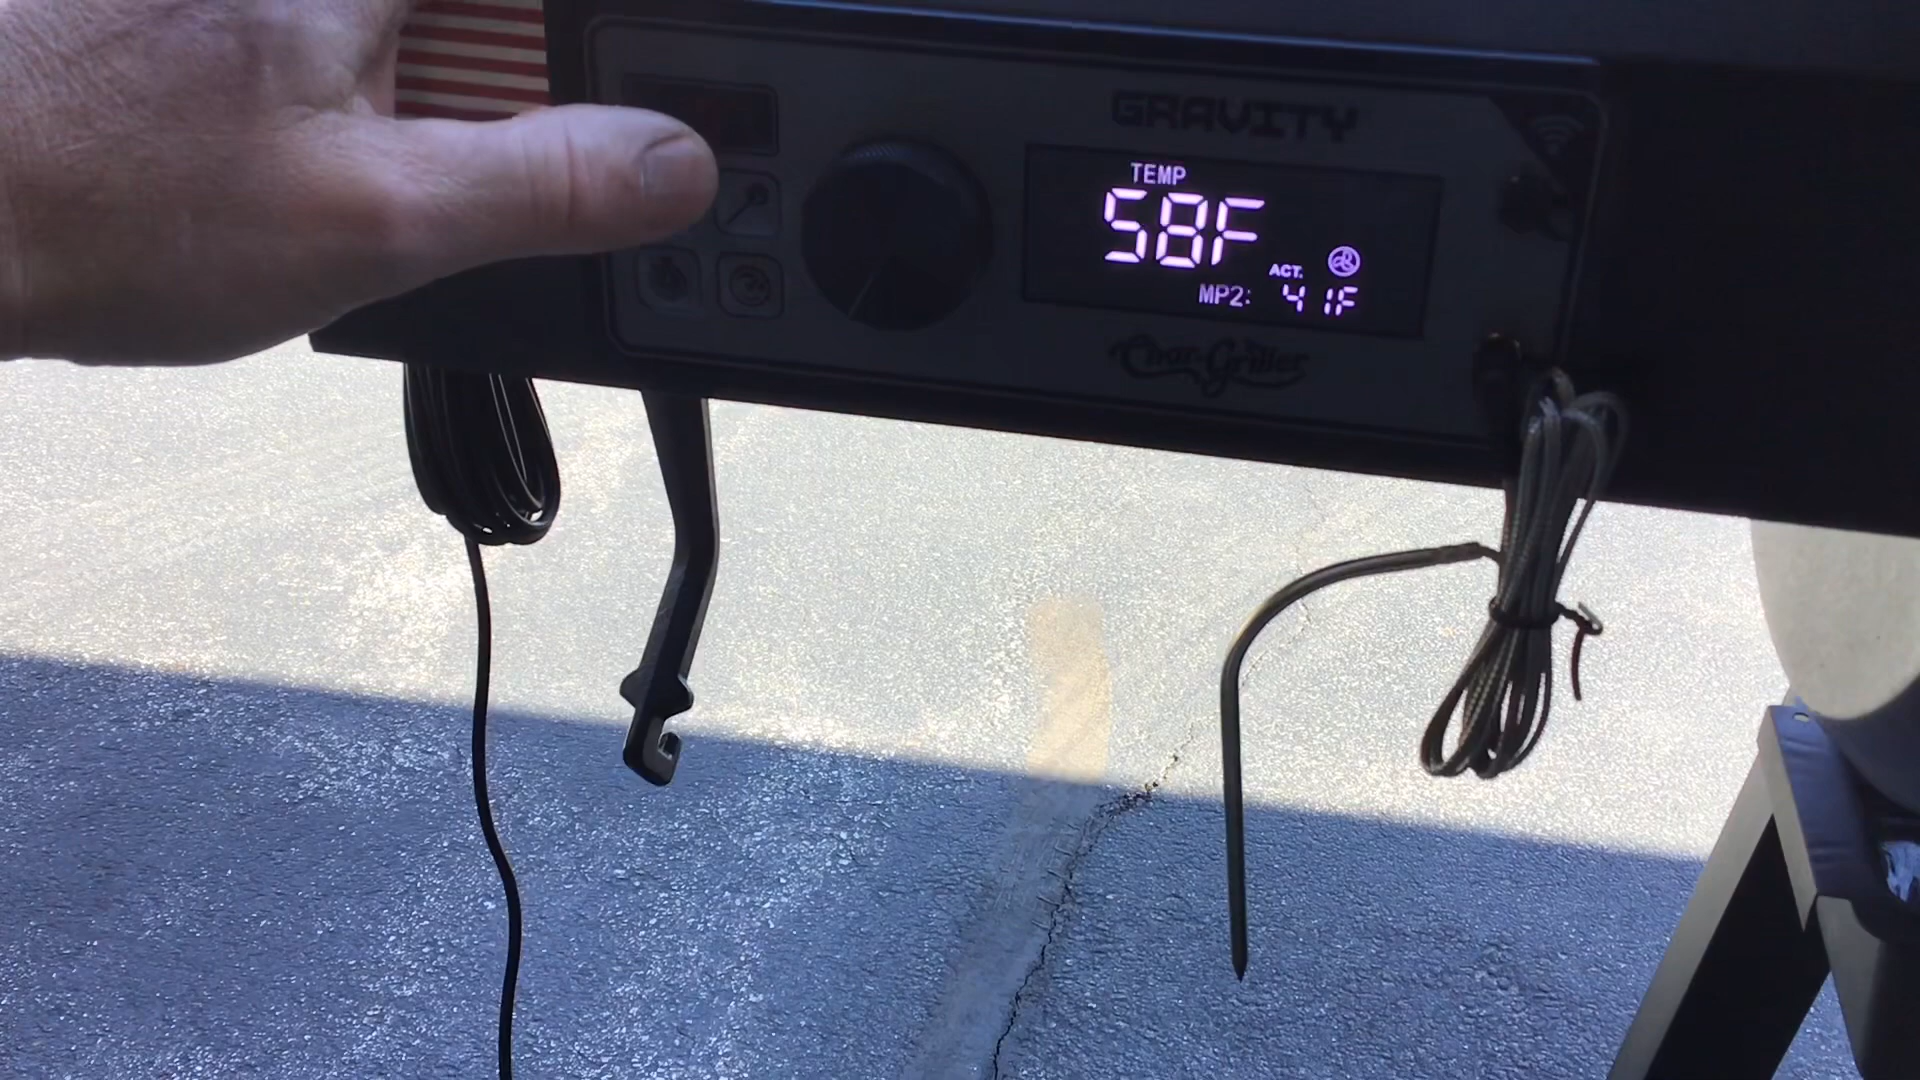 GRAVITY
TEMP
58F
ACT.
MP2: 41F
Char-Griller